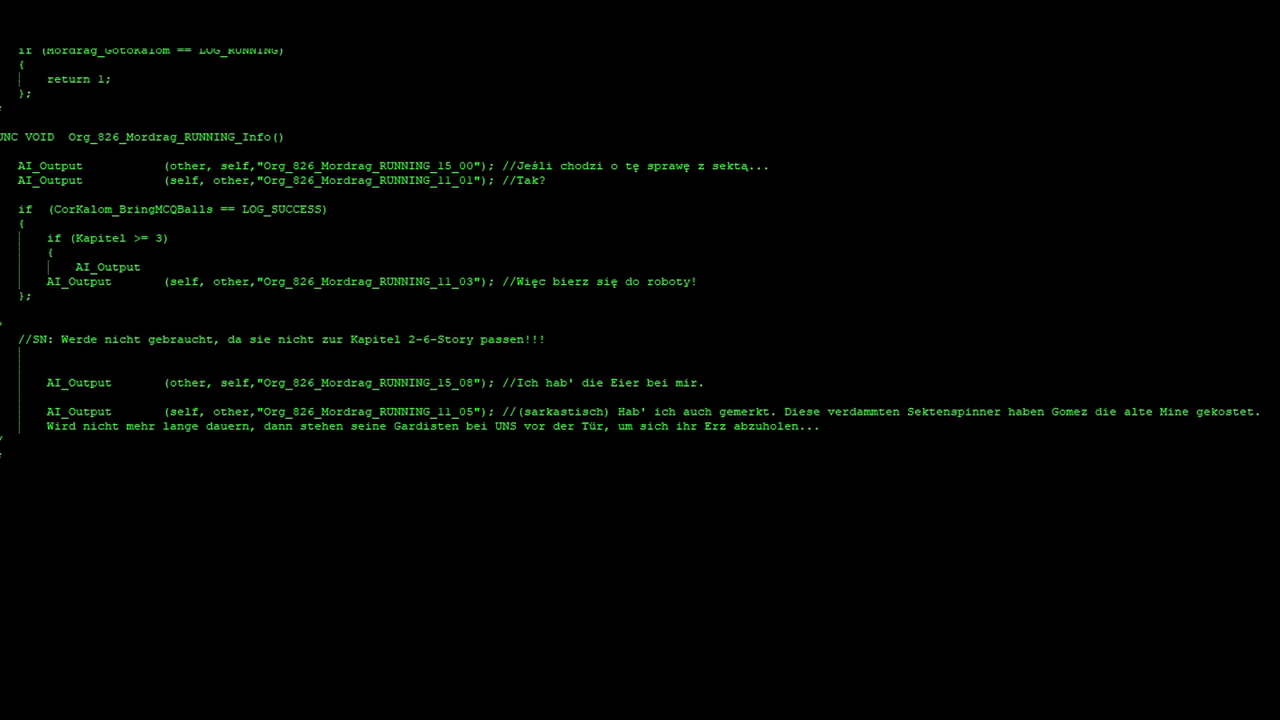 if (Mordrag_GotoKalom == LOG_RUNNING)
{
return 1;
};
;
UNC VOID  Org_826_Mordrag_RUNNING_Info()
AI_Output (other, self,"Org_826_Mordrag_RUNNING_15_00"); //Jeśli chodzi o tę sprawę z sektą...
AI_Output (self, other,"Org_826_Mordrag_RUNNING_11_01"); //Tak?
if  (CorKalom_BringMCQBalls == LOG_SUCCESS)
{
if (Kapitel >= 3)
{
AI_Output
AI_Output (self, other,"Org_826_Mordrag_RUNNING_11_03"); //Więc bierz się do roboty!
};
*
//SN: Werde nicht gebraucht, da sie nicht zur Kapitel 2-6-Story passen!!!
AI_Output (other, self,"Org_826_Mordrag_RUNNING_15_08"); //Ich hab' die Eier bei mir.
AI_Output (self, other,"Org_826_Mordrag_RUNNING_11_05"); //(sarkastisch) Hab' ich auch gemerkt. Diese verdammten Sektenspinner haben Gomez die alte Mine gekostet.
Wird nicht mehr lange dauern, dann stehen seine Gardisten bei UNS vor der Tür, um sich ihr Erz abzuholen...
/
;